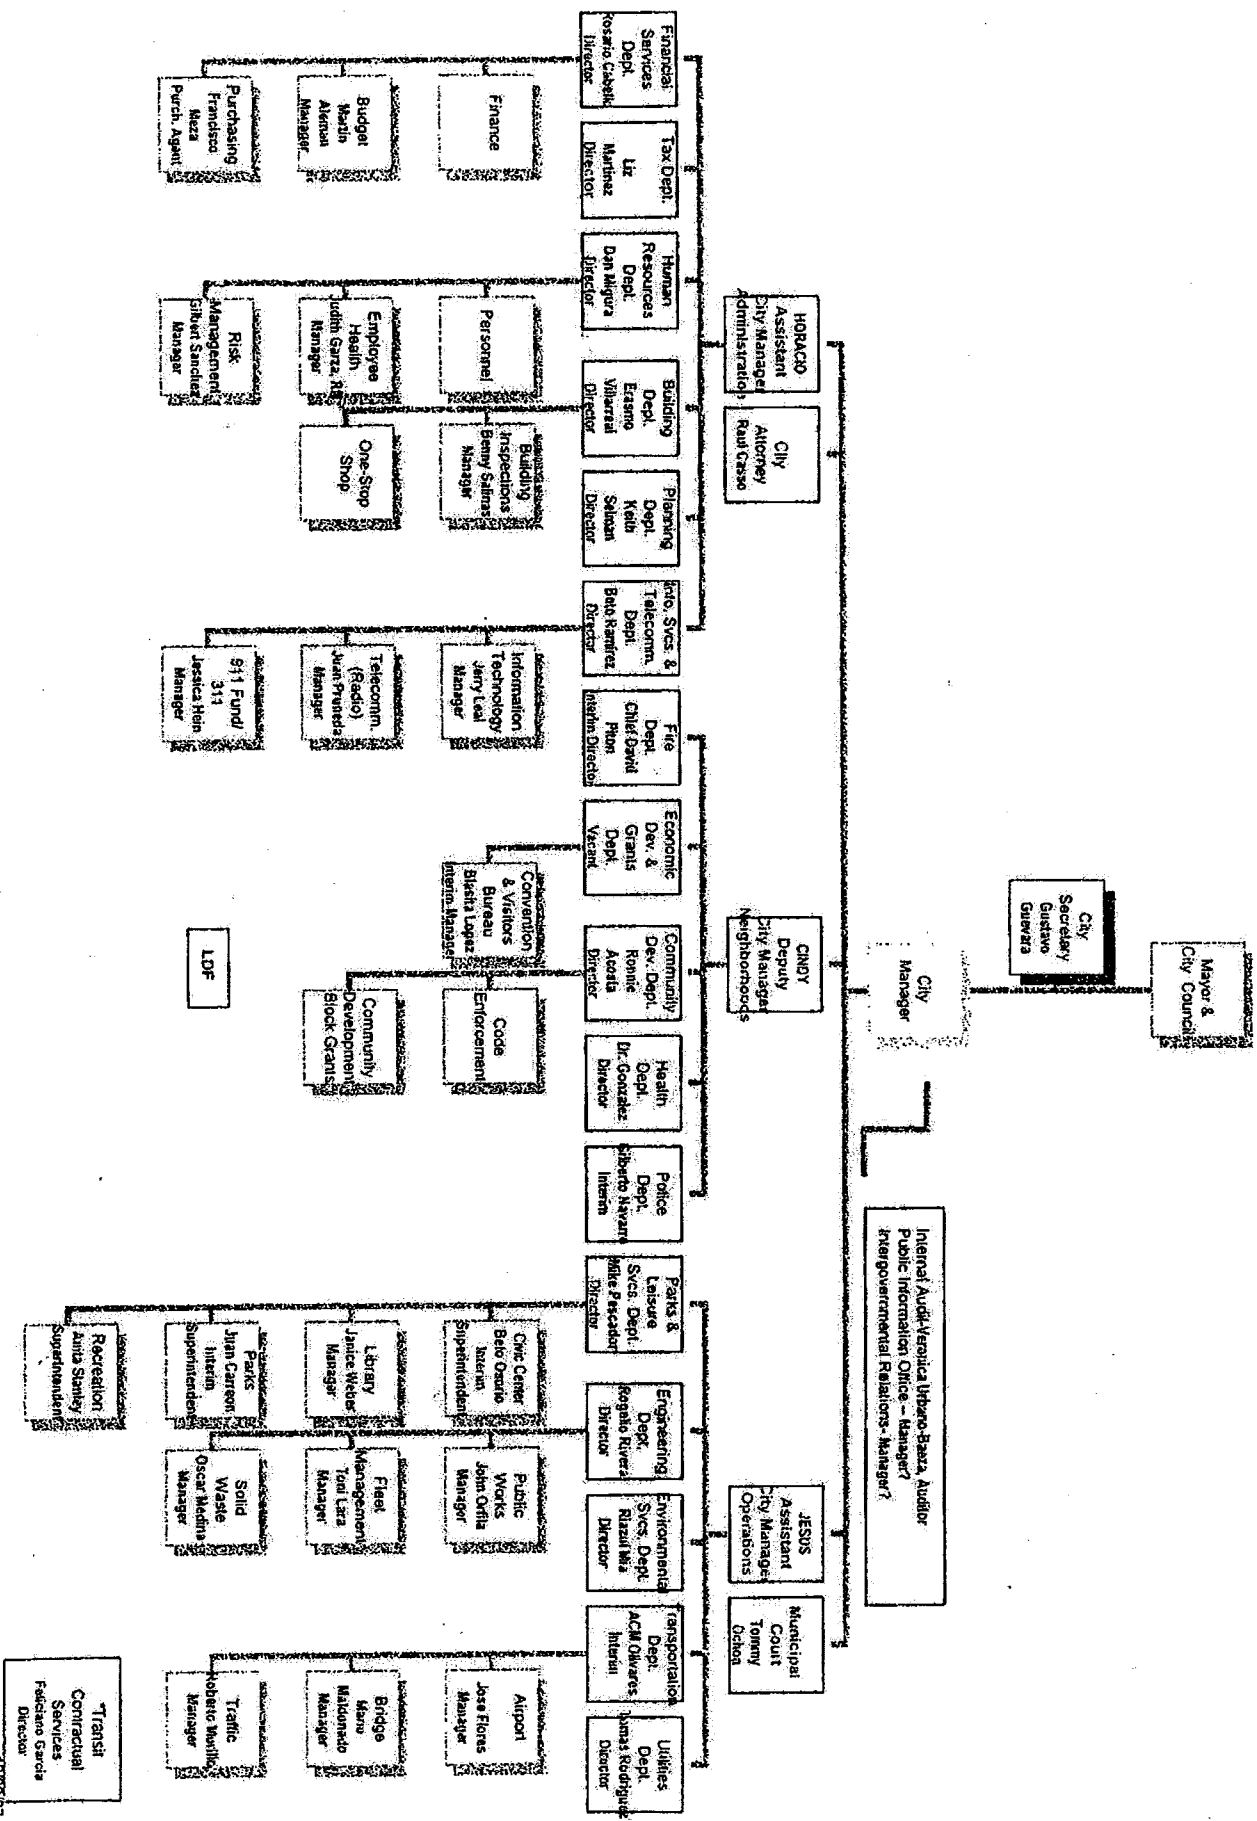 Mayor &
City Council
City
Secretary
Gustavo
Guevara
City
Manager
Internal Audit-Veronica Urbano-Baeza, Auditor
Public Information Office – Manager?
Intergovernmental Relations- Manager?
HORACIO
Assistant
City Manager
Administration
City
Attorney
Raul Casso
CINDY
Deputy
City Manager
Neighborhoods
JESUS
Assistant
City Manager
Operations
Municipal
Court
Tommy
Ochoa
Financial
Services
Dept.
Rosario Cabello
Director
Tax Dept.
Liz
Martinez
Director
Human
Resources
Dept.
Dan Migura
Director
Building
Dept.
Erasmo
Villarreal
Director
Planning
Dept.
Keith
Selman
Director
Info. Svcs. &
Telecomm.
Dept.
Beto Ramirez
Director
Fire
Dept.
Chief David
Interim Director
Economic
Dev. &
Grants
Dept.
Vacant
Community
Dev. Dept.
Ronnie
Acosta
Director
Health
Dept.
Dr. Gonzalez
Director
Police
Dept.
Gilberto Navarro
Interim
Parks &
Leisure
Svcs. Dept.
Mike Pescador
Director
Engineering
Dept.
Rogelio Rivera
Director
Environmental
Svcs. Dept.
Riazul Mia
Director
Transportation
Dept.
ACM Olivares
Interim
Utilities
Dept.
Tomas Rodriguez
Director
Finance
Budget
Martin
Aleman
Manager
Purchasing
Francisco
Meza
Purch. Agent
Personnel
Employee
Health
Judith Garza, RN
Manager
Risk
Management
Gilbert Sanchez
Manager
Building
Inspections
Benny Salinas
Manager
One-Stop
Shop
Information
Technology
Jerry Leal
Manager
Telecomm.
(Radio)
Juan Pruneda
Manager
911 Fund/
311
Jessica Hein
Manager
Convention
& Visitors
Bureau
Blasita Lopez
Interim Manager
Code
Enforcement
Community
Development
Block Grants
LDF
Civic Center
Beto Osorio
Interim
Superintendent
Library
Janice Weber
Manager
Parks
Juan Carreon
Interim
Superintendent
Recreation
Anita Stanley
Superintendent
Public
Works
John Orfila
Manager
Fleet
Management
Toni Lara
Manager
Solid
Waste
Oscar Medina
Manager
Airport
Jose Flores
Manager
Bridge
Mario
Maldonado
Manager
Traffic
Roberto Murillo
Manager
*Transit
Contractual
Services
Feliciano Garcia
Director